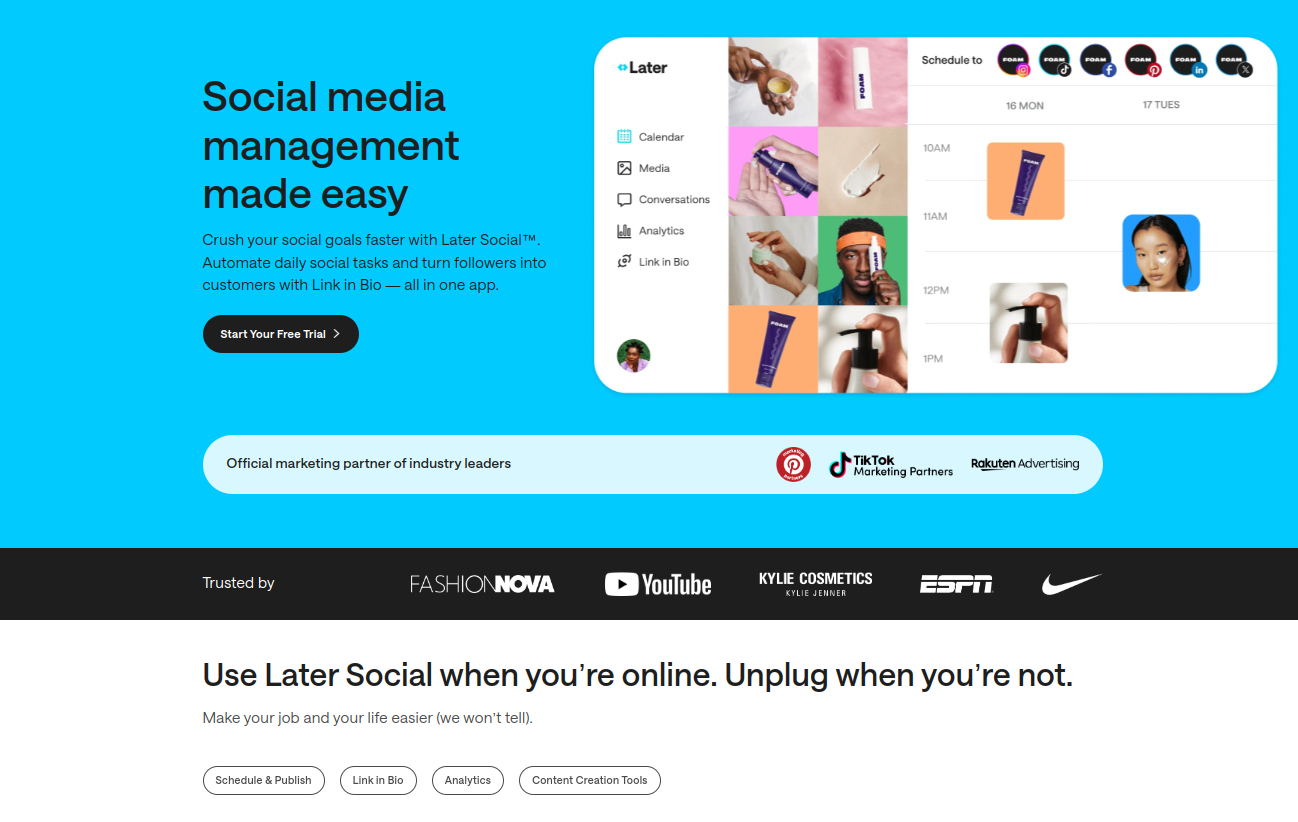 Social media
management
made easy
Crush your social goals faster with Later Social™.
Automate daily social tasks and turn followers into
customers with Link in Bio — all in one app.
Start Your Free Trial
Later
Calendar
Media
Conversations
Analytics
Link in Bio
FOAM
FOAM
FOAM
Schedule to
FOAM FOAM FOAM FOAM FOAM FOAM
16 MON 17 TUES
10AM
11AM
12PM
1PM
FOAM
Official marketing partner of industry leaders
marketing
partners
TikTok
Marketing Partners
Rakuten Advertising
Trusted by
FASHIONNOVA
YouTube
KYLIE COSMETICS
KYLIE JENNER
ESPN
Use Later Social when you’re online. Unplug when you’re not.
Make your job and your life easier (we won’t tell).
Schedule & Publish
Link in Bio
Analytics
Content Creation Tools